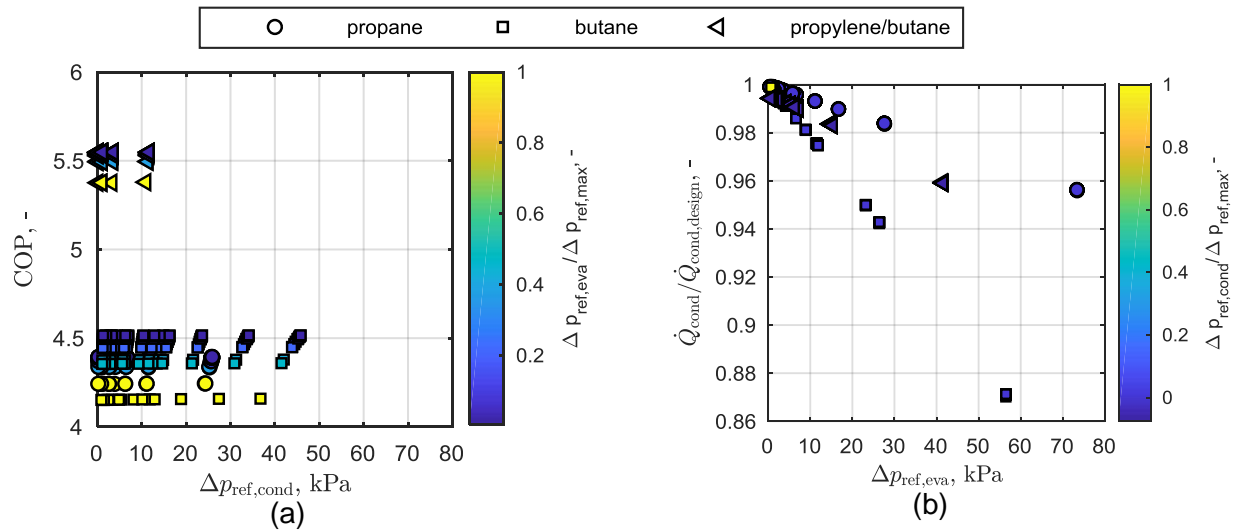 propane butane propylene/butane
6
5.5
5
4.5
4
0 10 20 30 40 50 60 70 80
COP, -
Δp_ref,cond, kPa
(a)
1
0.8
0.6
0.4
0.2
Δ p_ref,eva/Δ p_ref,max, -
1
0.98
0.96
0.94
0.92
0.9
0.88
0.86
0 10 20 30 40 50 60 70 80
Q̇_cond/Q̇_cond,design, -
Δp_ref,eva, kPa
(b)
1
0.8
0.6
0.4
0.2
0
Δ p_ref,cond/Δ p_ref,max, -